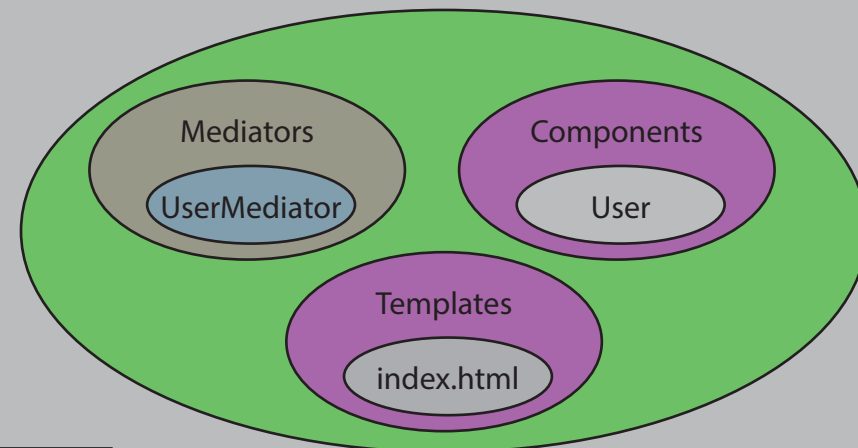 Mediators
UserMediator
Components
User
Templates
index.html